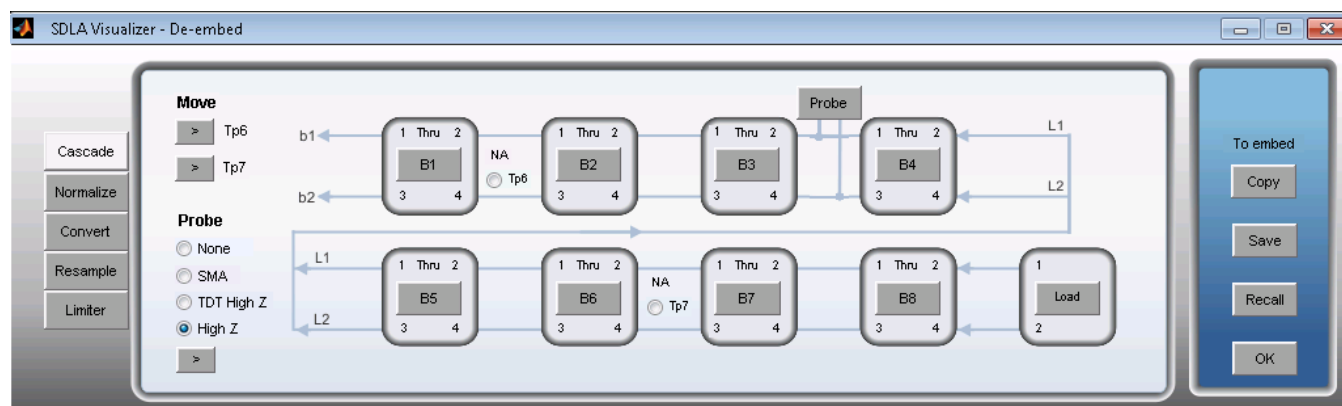 SDLA Visualizer - De-embed
Cascade
Normalize
Convert
Resample
Limiter
Move
> Tp6
> Tp7
Probe
None
SMA
TDT High Z
High Z
>
Probe
b1
b2
1 Thru 2
B1
3 4
NA
Tp6
1 Thru 2
B2
3 4
1 Thru 2
B3
3 4
1 Thru 2
B4
3 4
L1
L2
L1
L2
1 Thru 2
B5
3 4
1 Thru 2
B6
3 4
NA
Tp7
1 Thru 2
B7
3 4
1 Thru 2
B8
3 4
1
Load
2
To embed
Copy
Save
Recall
OK